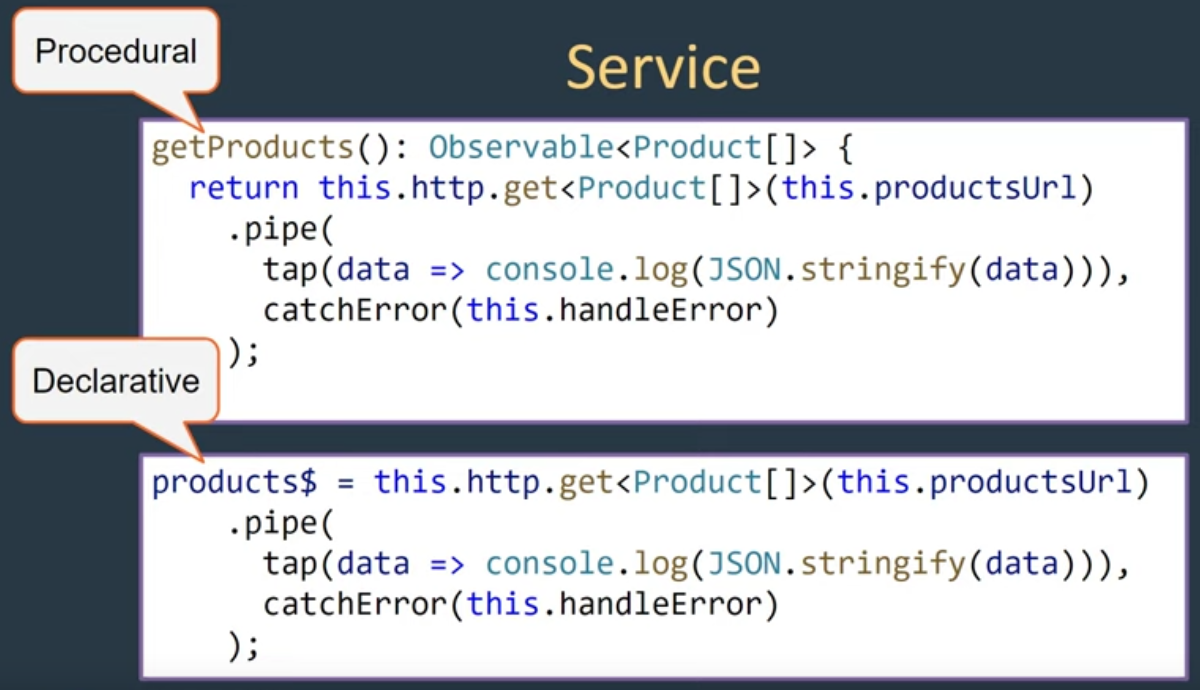 Procedural
Service
getProducts(): Observable<Product[]> {
  return this.http.get<Product[]>(this.productsUrl)
    .pipe(
      tap(data => console.log(JSON.stringify(data))),
      catchError(this.handleError)
    );
Declarative
products$ = this.http.get<Product[]>(this.productsUrl)
    .pipe(
      tap(data => console.log(JSON.stringify(data))),
      catchError(this.handleError)
    );